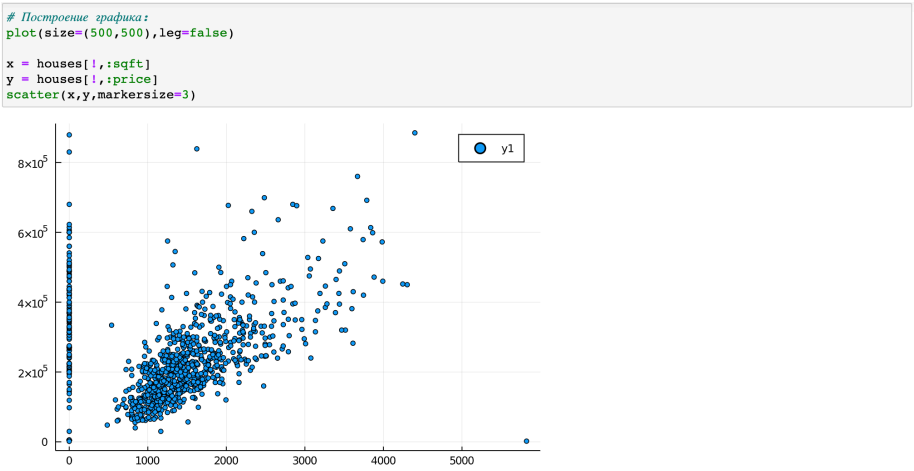 # Построение графика:
plot(size=(500,500),leg=false)
x = houses[!,:sqft]
y = houses[!,:price]
scatter(x,y,markersize=3)
y1
8×10⁵
6×10⁵
4×10⁵
2×10⁵
0
0 1000 2000 3000 4000 5000